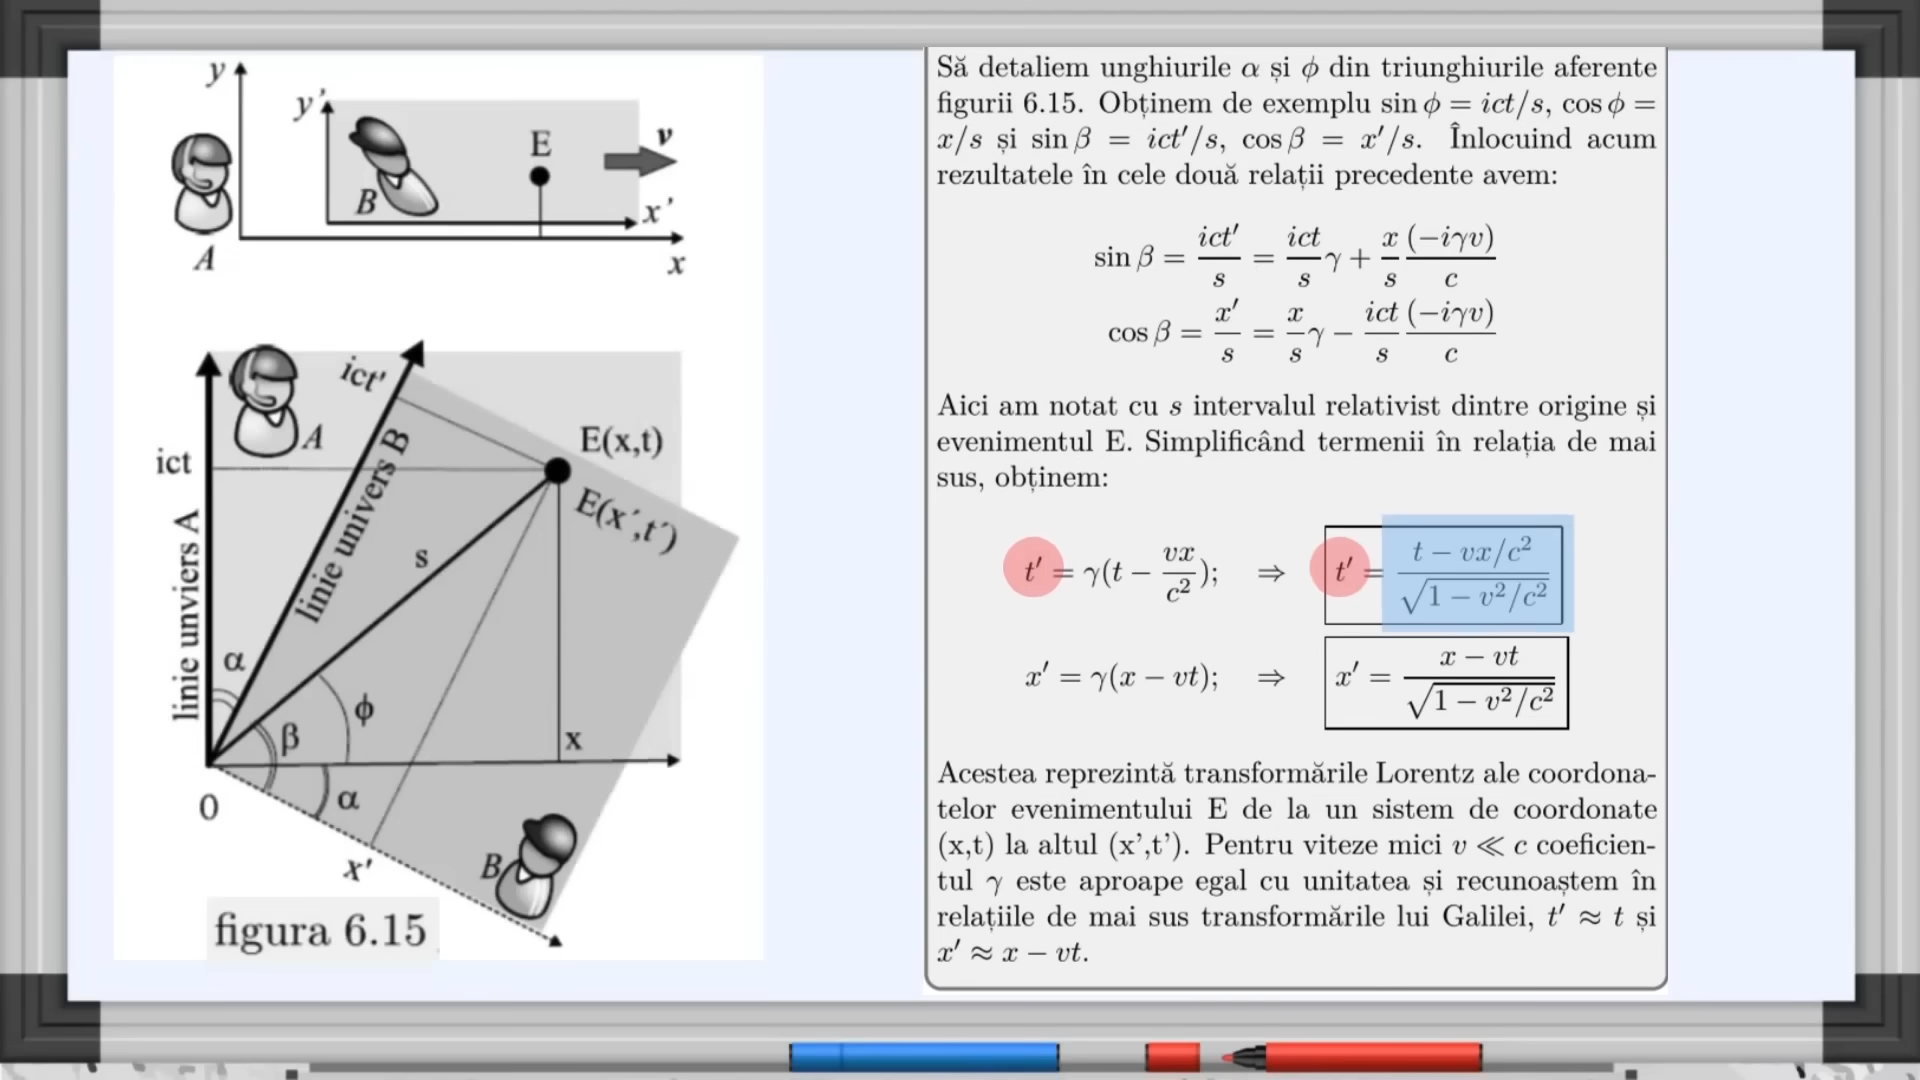 y
y'
E
v
B
x'
A
x
ict'
A
E(x,t)
ict
linie univers B
E(x´,t´)
linie unviers A
s
α
ϕ
β
x
α
0
B
x'
figura 6.15
Să detaliem unghiurile α și ϕ din triunghiurile aferente
figurii 6.15. Obținem de exemplu sin ϕ = ict/s, cos ϕ =
x/s și sin β = ict′/s, cos β = x′/s. Înlocuind acum
rezultatele în cele două relații precedente avem:
sin β = ict′/s = ict/s γ + x/s (−iγv)/c
cos β = x′/s = x/s γ − ict/s (−iγv)/c
Aici am notat cu s intervalul relativist dintre origine și
evenimentul E. Simplificând termenii în relația de mai
sus, obținem:
t′ = γ(t − vx/c²); ⇒ t′ = t − vx/c² / √1 − v²/c²
x′ = γ(x − vt); ⇒ x′ = x − vt / √1 − v²/c²
Acestea reprezintă transformările Lorentz ale coordona-
telor evenimentului E de la un sistem de coordonate
(x,t) la altul (x',t'). Pentru viteze mici v ≪ c coeficien-
tul γ este aproape egal cu unitatea și recunoaștem în
relațiile de mai sus transformările lui Galilei, t′ ≈ t și
x′ ≈ x − vt.